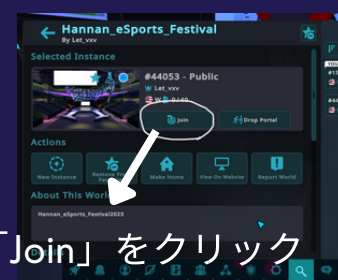 Hannan_eSports_Festival
By Let_vxv
Selected Instance
#44053 - Public
Let_vxv
Join
Drop Portal
Actions
New Instance
Make Home
View On Website
Report World
About This World
Hannan_eSports_Festival2023
「Join」をクリック